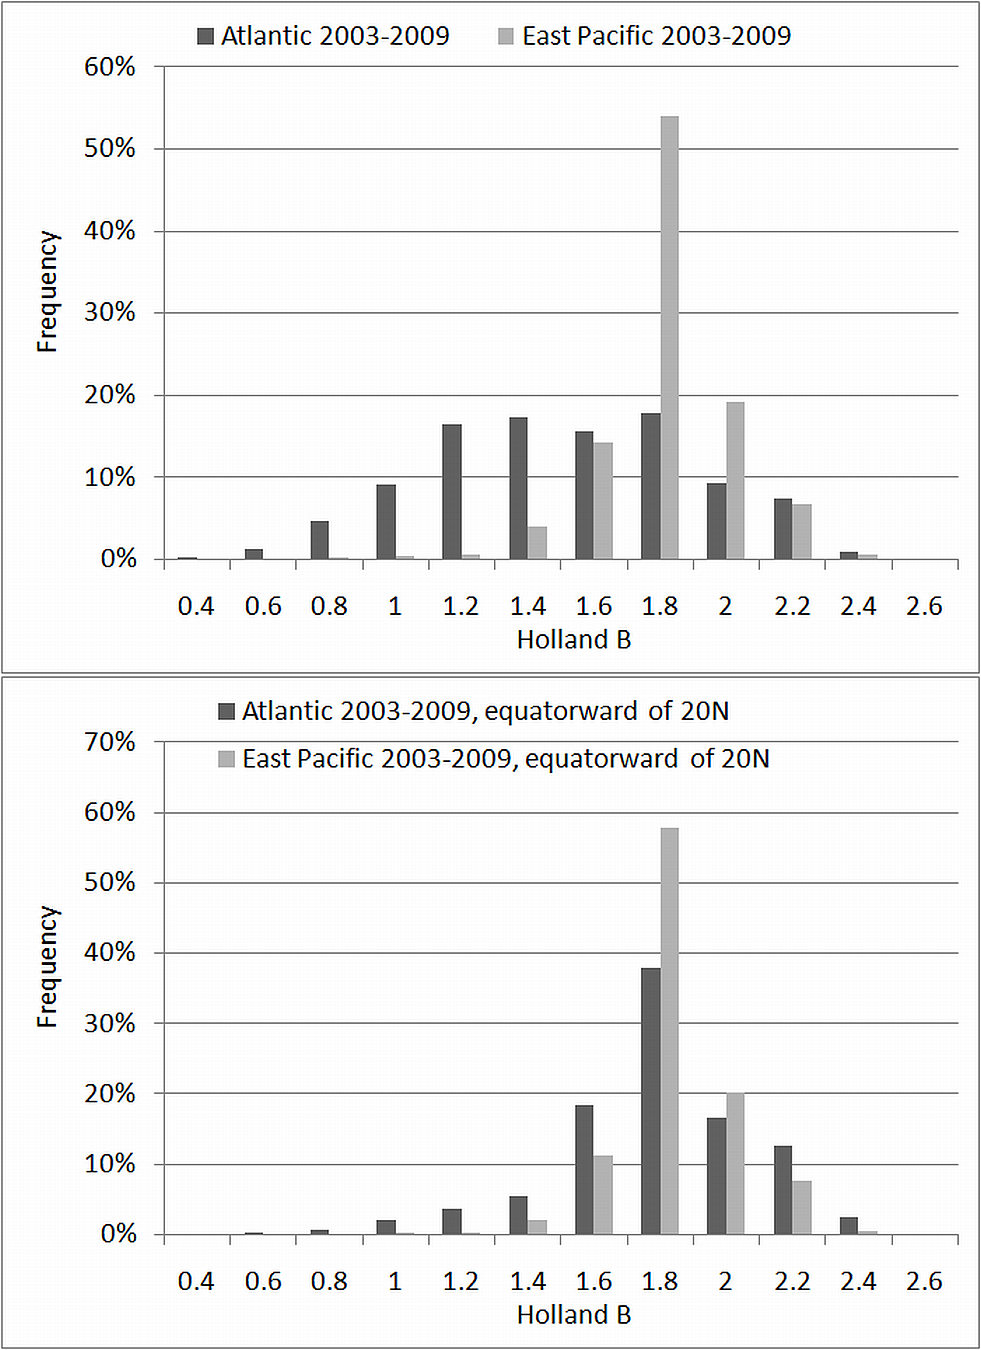 Atlantic 2003-2009 East Pacific 2003-2009
60%
50%
40%
30%
20%
10%
0%
Frequency
0.4 0.6 0.8 1 1.2 1.4 1.6 1.8 2 2.2 2.4 2.6
Holland B
Atlantic 2003-2009, equatorward of 20N
East Pacific 2003-2009, equatorward of 20N
70%
60%
50%
40%
30%
20%
10%
0%
Frequency
0.4 0.6 0.8 1 1.2 1.4 1.6 1.8 2 2.2 2.4 2.6
Holland B